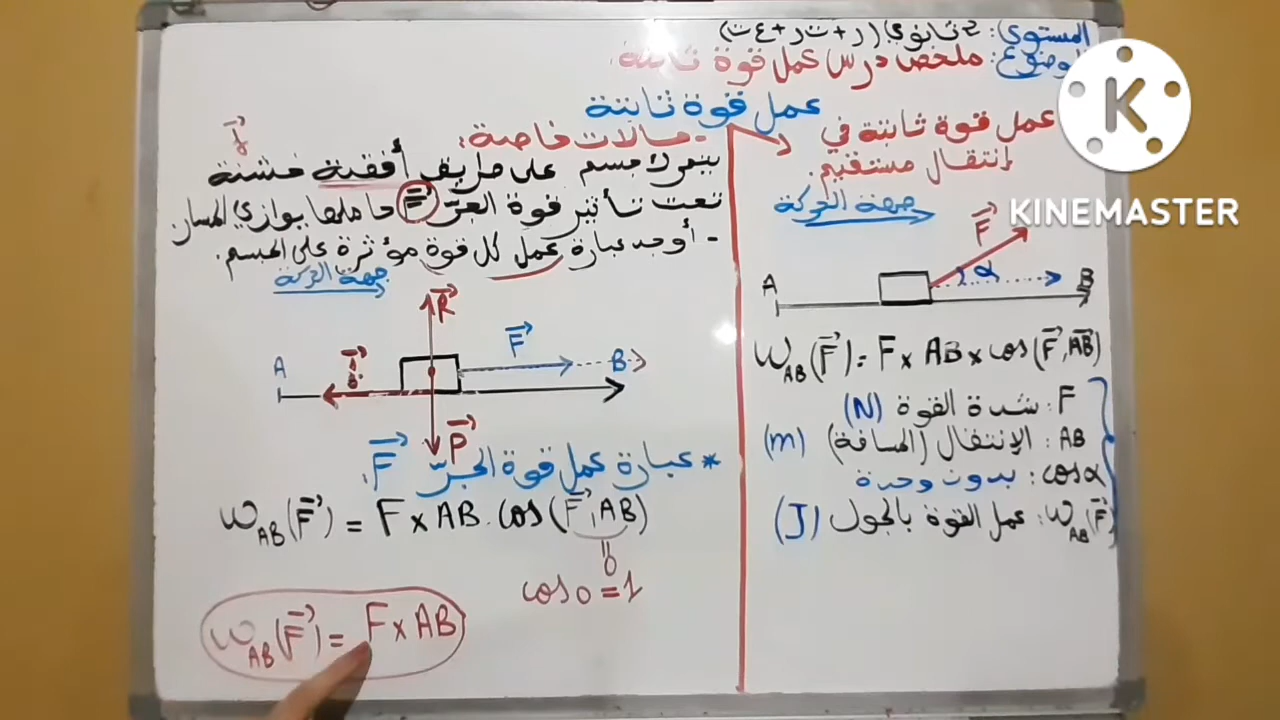 المستوى: 2 ثانوي (ر+ت ر+ع ت)
الموضوع: ملخص درس عمل قوة ثابتة.
عمل قوة ثابتة
عمل قوة ثابتة في
إنتقال مستقيم.
جهة الحركة
F
α
A
B
W_AB(F) = F × AB × cos(F, AB)
F: شدة القوة (N)
AB: الإنتقال (المسافة) (m)
cosα: بدون وحدة
W_AB(F): عمل القوة بالجول (J)
- حالات خاصة:
f
يتحرك جسم على طريق أفقية خشنة
تحت تأثير قوة الجرّ F حاملها يوازي المسار.
- أوجد عبارة عمل كل قوة مؤثرة على الجسم.
جهة الحركة
R
F
f
A
B
P
* عبارة عمل قوة الجرّ F:
W_AB(F) = F × AB . cos(F, AB)
0
cos 0 = 1
W_AB(F) = F × AB
K
KINEMASTER